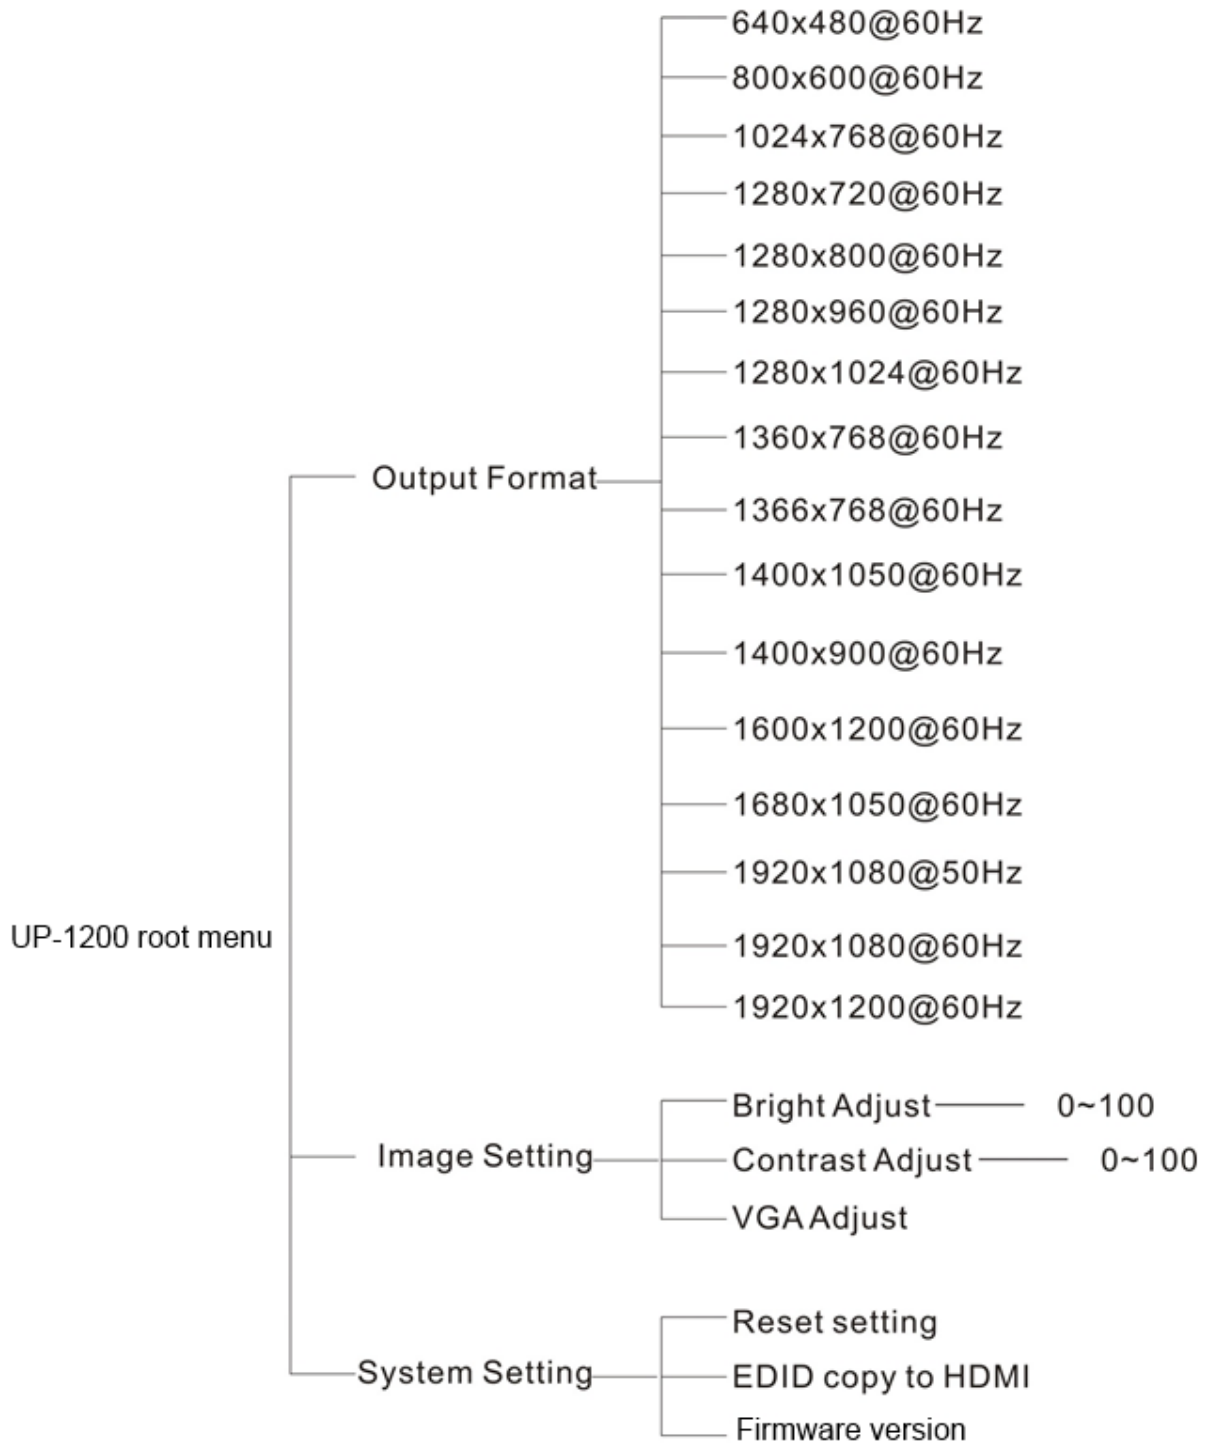 640x480@60Hz
800x600@60Hz
1024x768@60Hz
1280x720@60Hz
1280x800@60Hz
1280x960@60Hz
1280x1024@60Hz
1360x768@60Hz
Output Format
1366x768@60Hz
1400x1050@60Hz
1400x900@60Hz
1600x1200@60Hz
1680x1050@60Hz
1920x1080@50Hz
UP-1200 root menu
1920x1080@60Hz
1920x1200@60Hz
Bright Adjust 0~100
Image Setting
Contrast Adjust 0~100
VGA Adjust
Reset setting
System Setting
EDID copy to HDMI
Firmware version